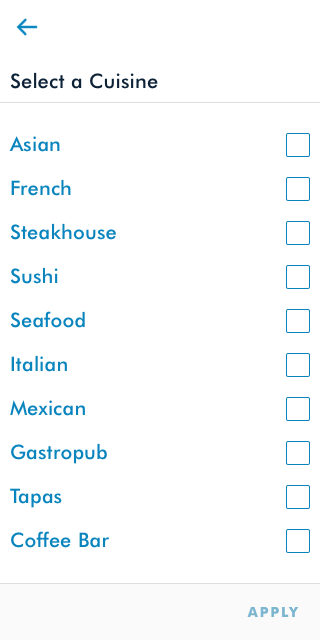 Select a Cuisine
Asian
French
Steakhouse
Sushi
Seafood
Italian
Mexican
Gastropub
Tapas
Coffee Bar
APPLY